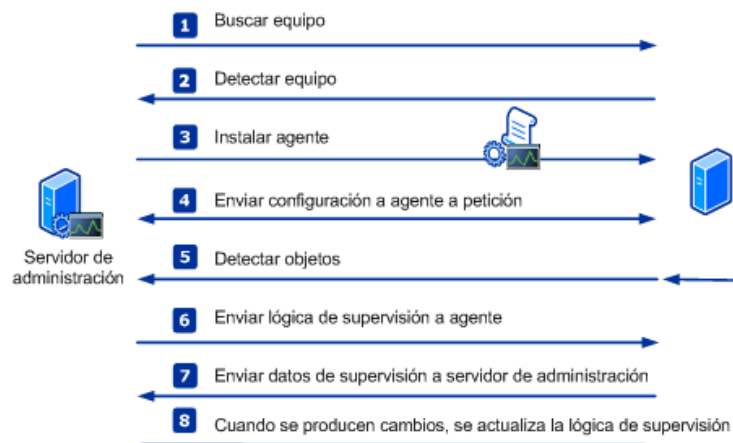 1 Buscar equipo
2 Detectar equipo
3 Instalar agente
4 Enviar configuración a agente a petición
Servidor de
administración
5 Detectar objetos
6 Enviar lógica de supervisión a agente
7 Enviar datos de supervisión a servidor de administración
8 Cuando se producen cambios, se actualiza la lógica de supervisión